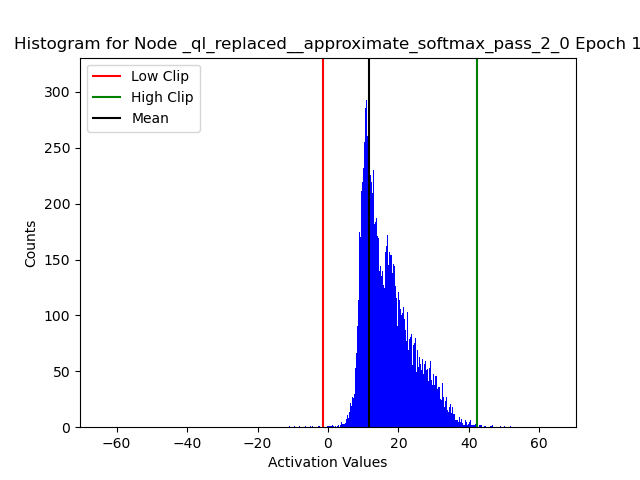 Histogram for Node _ql_replaced__approximate_softmax_pass_2_0 Epoch 1
Low Clip
High Clip
Mean
300
250
200
150
100
50
0
Counts
−60
−40
−20
0
20
40
60
Activation Values